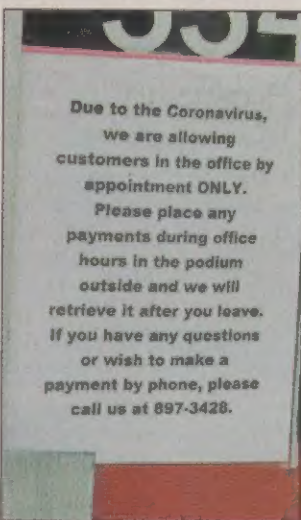 Due to the Coronavirus,
we are allowing
customers in the office by
appointment ONLY.
Please place any
payments during office
hours in the podium
outside and we will
retrieve it after you leave.
If you have any questions
or wish to make a
payment by phone, please
call us at 897-3428.